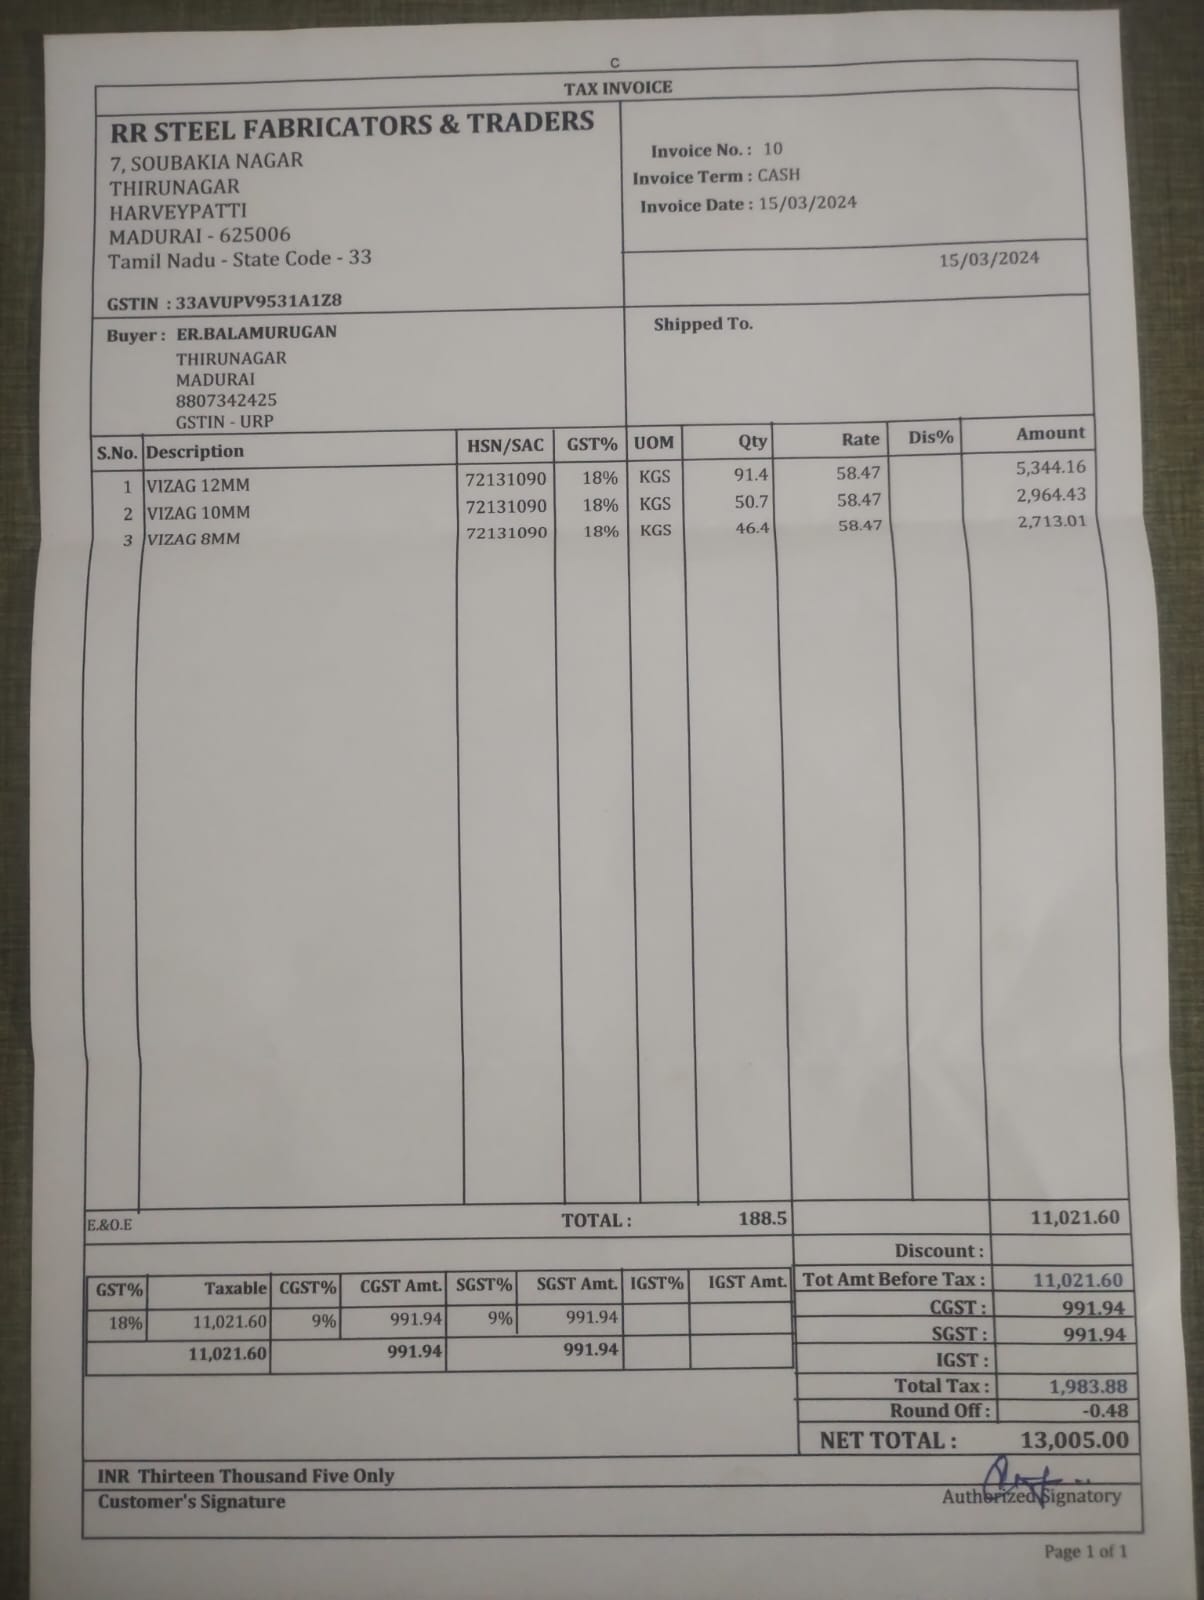 C
TAX INVOICE
RR STEEL FABRICATORS & TRADERS
7, SOUBAKIA NAGAR
THIRUNAGAR
HARVEYPATTI
MADURAI - 625006
Tamil Nadu - State Code - 33
GSTIN : 33AVUPV9531A1Z8
Invoice No. : 10
Invoice Term : CASH
Invoice Date : 15/03/2024
15/03/2024
Buyer : ER.BALAMURUGAN
THIRUNAGAR
MADURAI
8807342425
GSTIN - URP
Shipped To.
S.No. Description HSN/SAC GST% UOM Qty Rate Dis% Amount
1 VIZAG 12MM 72131090 18% KGS 91.4 58.47 5,344.16
2 VIZAG 10MM 72131090 18% KGS 50.7 58.47 2,964.43
3 VIZAG 8MM 72131090 18% KGS 46.4 58.47 2,713.01
E.&O.E TOTAL : 188.5 11,021.60
GST% Taxable CGST% CGST Amt. SGST% SGST Amt. IGST% IGST Amt.
18% 11,021.60 9% 991.94 9% 991.94
11,021.60 991.94 991.94
Discount :
Tot Amt Before Tax : 11,021.60
CGST : 991.94
SGST : 991.94
IGST :
Total Tax : 1,983.88
Round Off : -0.48
NET TOTAL : 13,005.00
INR Thirteen Thousand Five Only
Customer's Signature
Authorized Signatory
Page 1 of 1